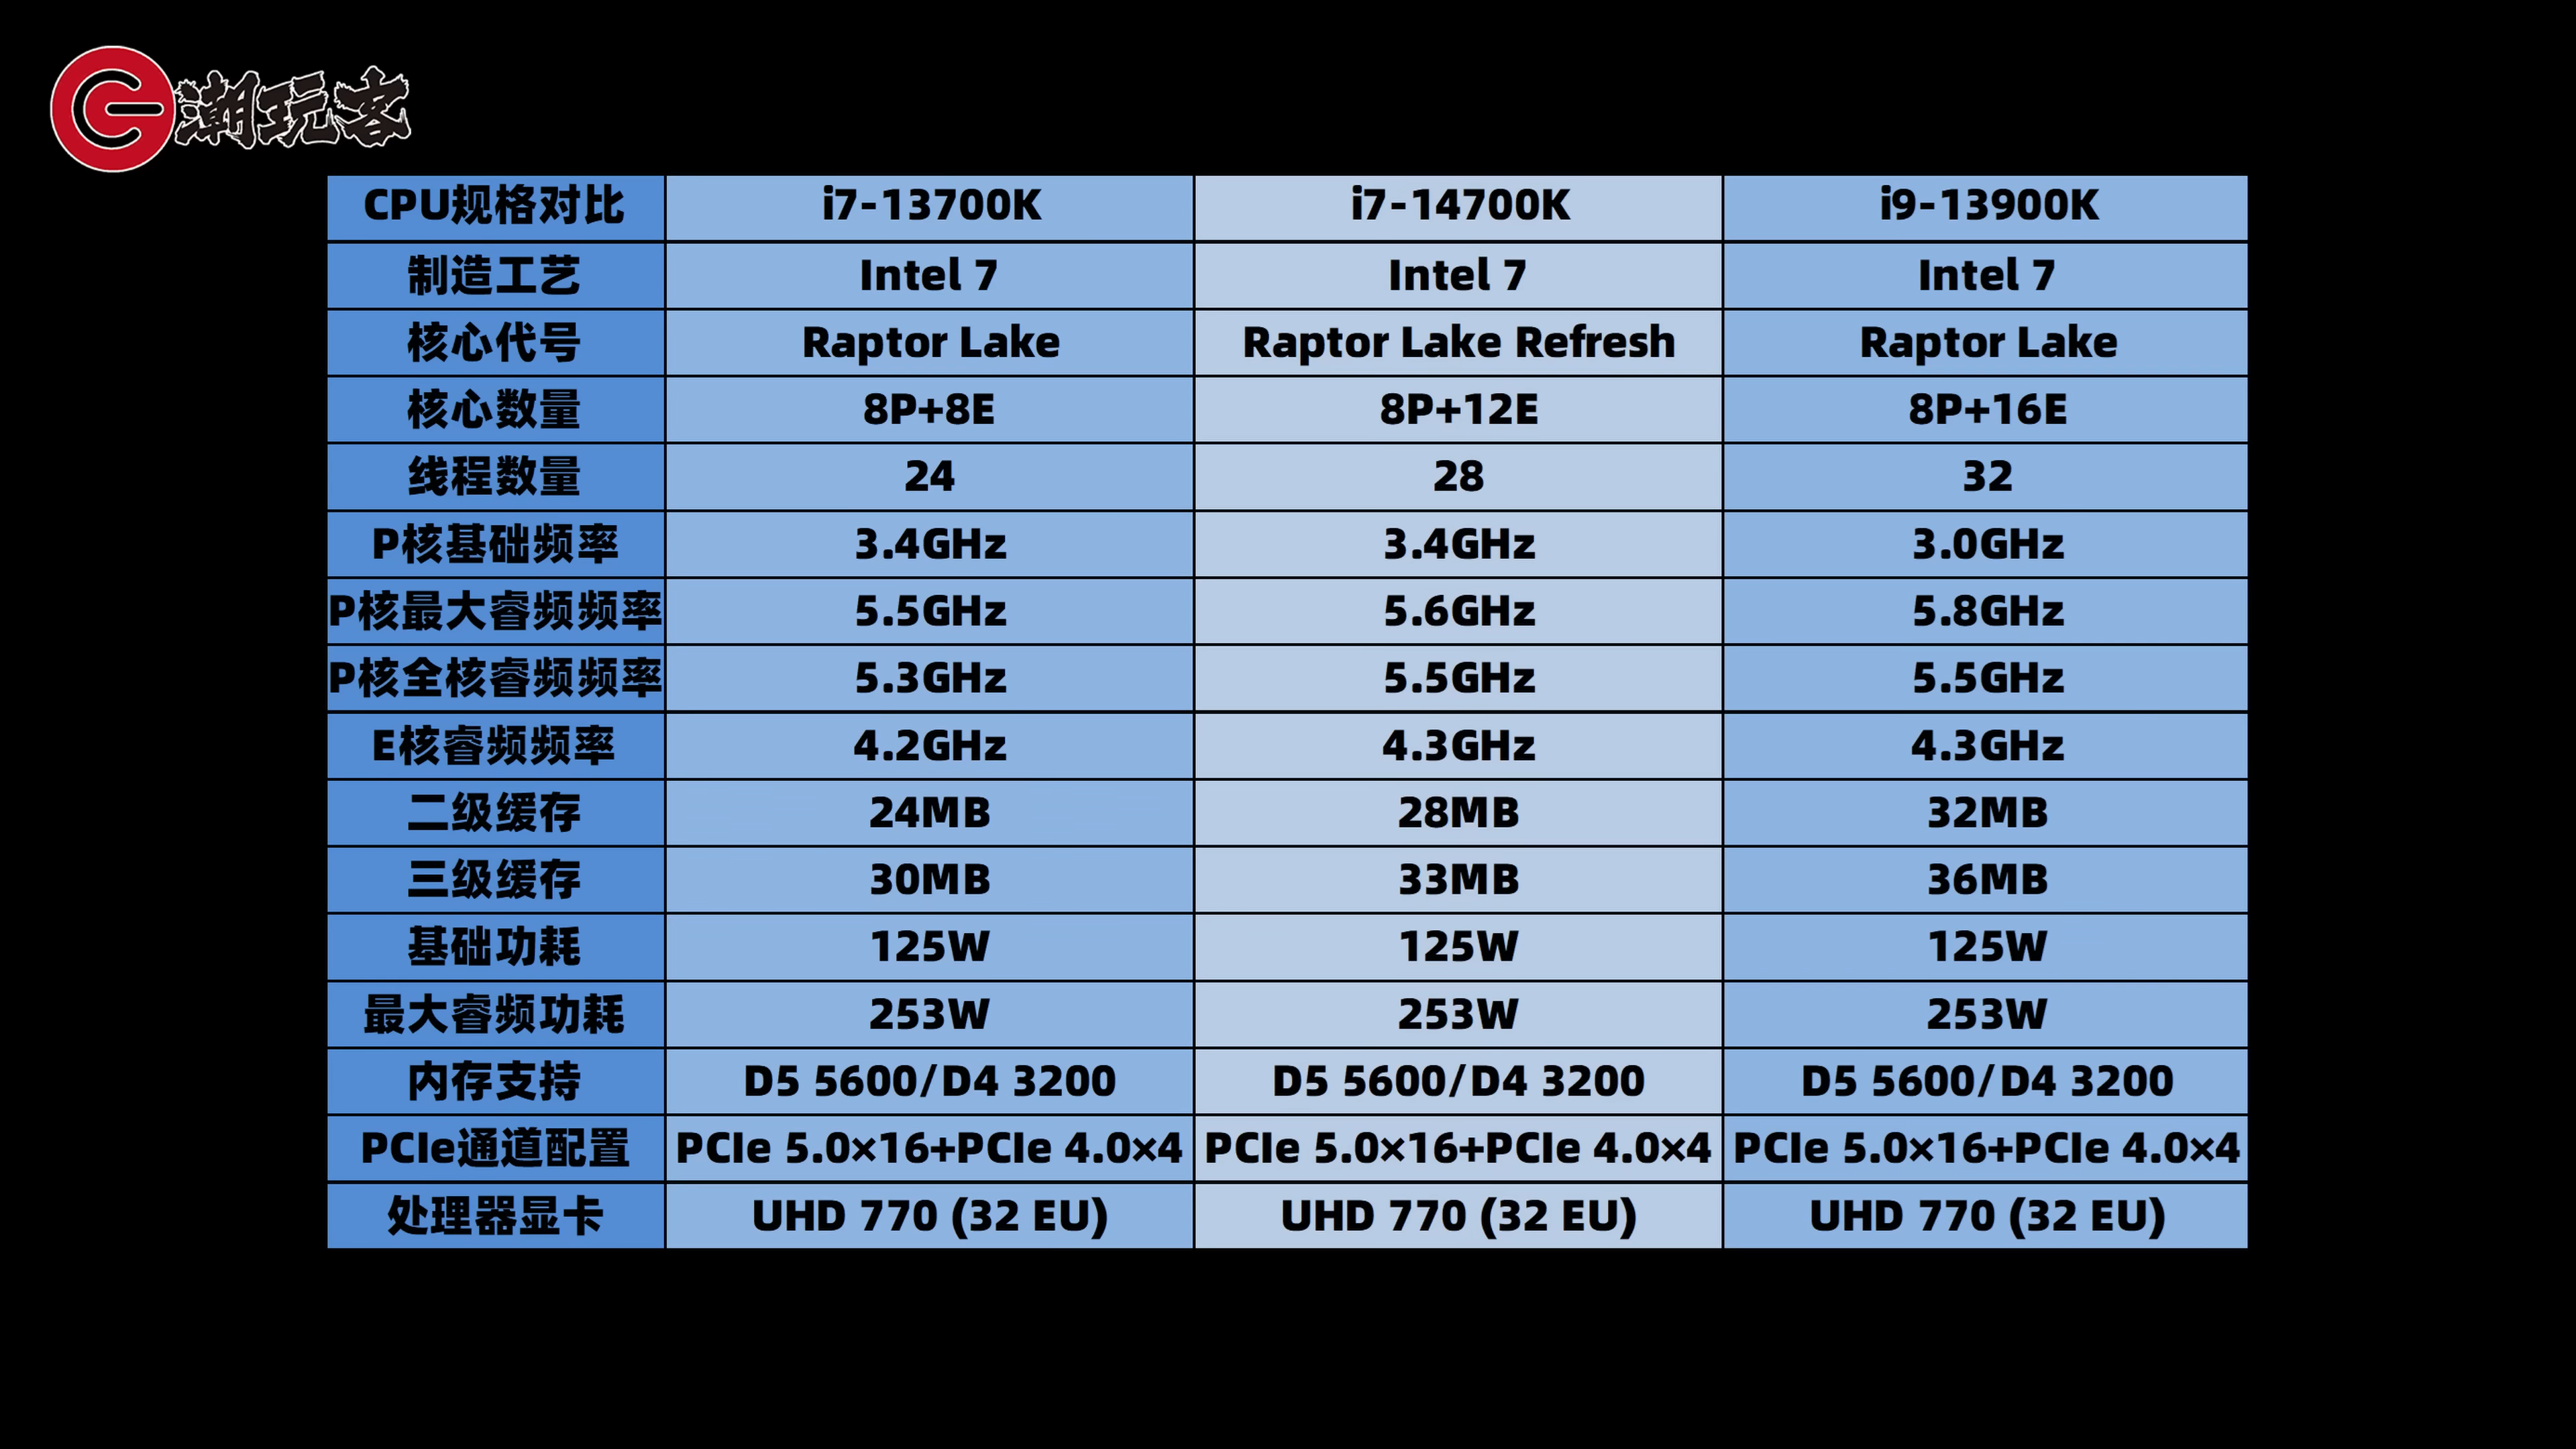 潮玩客
CPU规格对比 i7-13700K i7-14700K i9-13900K
制造工艺 Intel 7 Intel 7 Intel 7
核心代号 Raptor Lake Raptor Lake Refresh Raptor Lake
核心数量 8P+8E 8P+12E 8P+16E
线程数量 24 28 32
P核基础频率 3.4GHz 3.4GHz 3.0GHz
P核最大睿频频率 5.5GHz 5.6GHz 5.8GHz
P核全核睿频频率 5.3GHz 5.5GHz 5.5GHz
E核睿频频率 4.2GHz 4.3GHz 4.3GHz
二级缓存 24MB 28MB 32MB
三级缓存 30MB 33MB 36MB
基础功耗 125W 125W 125W
最大睿频功耗 253W 253W 253W
内存支持 D5 5600/D4 3200 D5 5600/D4 3200 D5 5600/D4 3200
PCIe通道配置 PCIe 5.0×16+PCIe 4.0×4 PCIe 5.0×16+PCIe 4.0×4 PCIe 5.0×16+PCIe 4.0×4
处理器显卡 UHD 770 (32 EU) UHD 770 (32 EU) UHD 770 (32 EU)